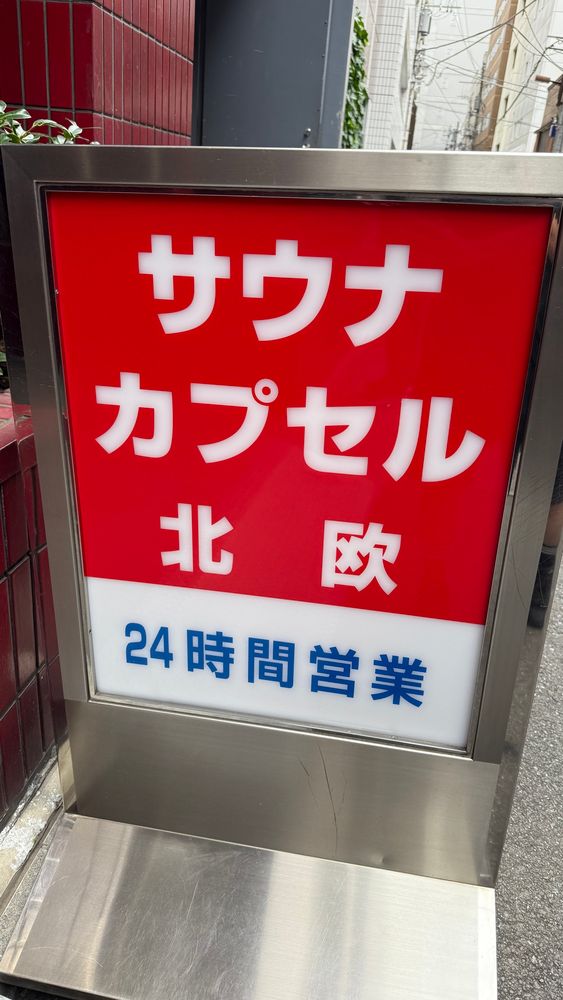 サウナ
カプセル
北 欧
24時間営業